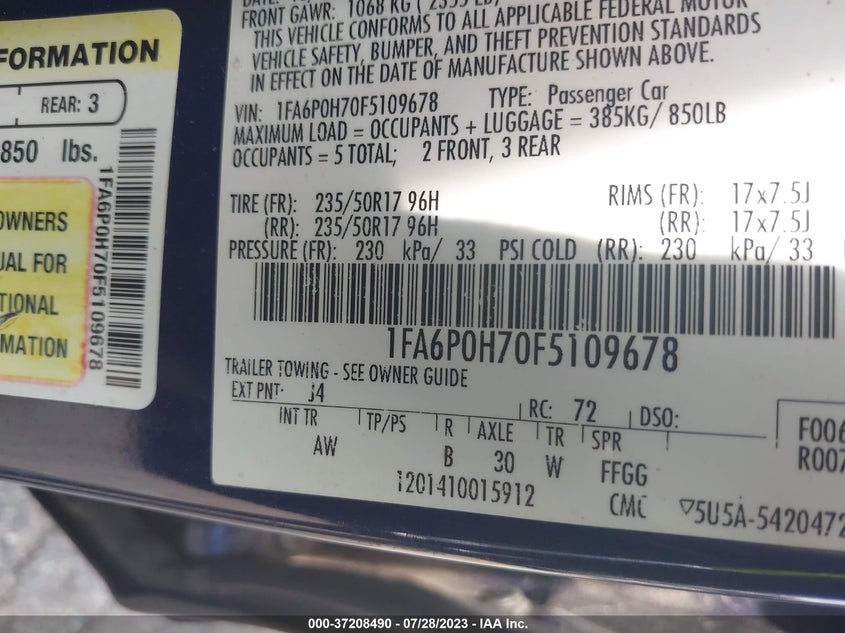 FORMATION
REAR: 3
850 lbs.
1FA6P0H70F5109678
OWNERS
UAL FOR
TIONAL
MATION
FRONT GAWR: 1068 KG
THIS VEHICLE CONFORMS TO ALL APPLICABLE FEDERAL MOTOR
VEHICLE SAFETY, BUMPER, AND THEFT PREVENTION STANDARDS
IN EFFECT ON THE DATE OF MANUFACTURE SHOWN ABOVE.
VIN: 1FA6P0H70F5109678 TYPE: Passenger Car
MAXIMUM LOAD = OCCUPANTS + LUGGAGE = 385KG/ 850LB
OCCUPANTS = 5 TOTAL; 2 FRONT, 3 REAR
TIRE (FR): 235/50R17 96H RIMS (FR): 17x7.5J
(RR): 235/50R17 96H (RR): 17x7.5J
PRESSURE (FR): 230 kPa/ 33 PSI COLD (RR): 230 kPa/ 33
1FA6P0H70F5109678
TRAILER TOWING - SEE OWNER GUIDE
EXT PNT: J4 RC: 72 DSO:
INT TR TP/PS R AXLE TR SPR F006
AW B 30 W FFGG R007
1201410015912 CMC ▽5U5A-5420472
000-37208490 - 07/28/2023 - IAA Inc.